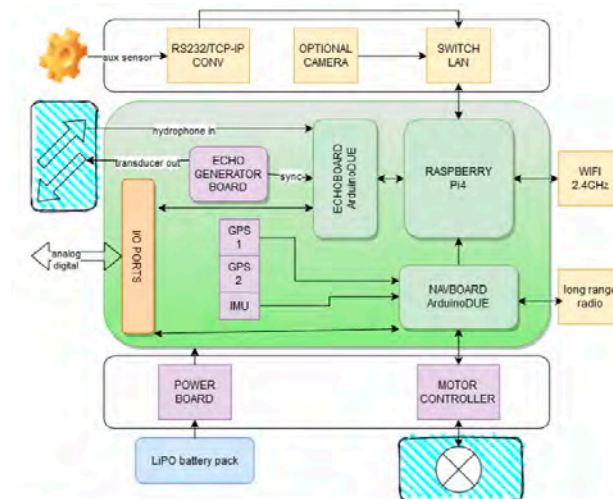 RS232/TCP-IP
CONV
OPTIONAL
CAMERA
SWITCH
LAN
aux sensor
hydrophone in
transducer out
ECHO
GENERATOR
BOARD
sync
ECHOBOARD
ArduinoDUE
RASPBERRY
Pi4
WIFI
2.4GHz
I/O PORTS
analog
digital
GPS
1
GPS
2
IMU
NAVBOARD
ArduinoDUE
long range
radio
POWER
BOARD
MOTOR
CONTROLLER
LiPO battery pack